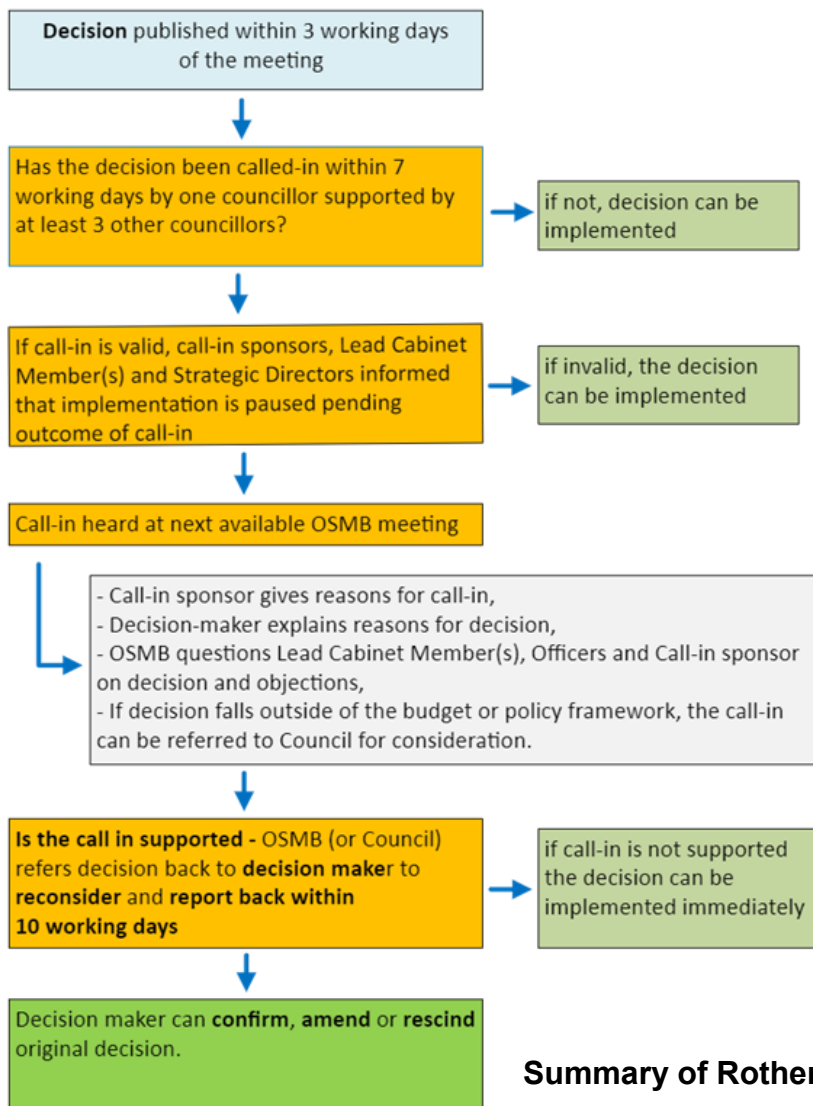 Decision published within 3 working days
of the meeting
Has the decision been called-in within 7
working days by one councillor supported by
at least 3 other councillors?
if not, decision can be
implemented
If call-in is valid, call-in sponsors, Lead Cabinet
Member(s) and Strategic Directors informed
that implementation is paused pending
outcome of call-in
if invalid, the decision
can be implemented
Call-in heard at next available OSMB meeting
- Call-in sponsor gives reasons for call-in,
- Decision-maker explains reasons for decision,
- OSMB questions Lead Cabinet Member(s), Officers and Call-in sponsor
on decision and objections,
- If decision falls outside of the budget or policy framework, the call-in
can be referred to Council for consideration.
Is the call in supported - OSMB (or Council)
refers decision back to decision maker to
reconsider and report back within
10 working days
if call-in is not supported
the decision can be
implemented immediately
Decision maker can confirm, amend or rescind
original decision.
Summary of Rother